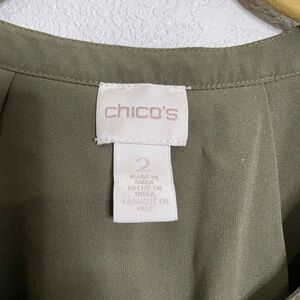 chico's
2
MADE IN
INDIA
HECHO EN
INDIA
FABRIQUE EN
INDE